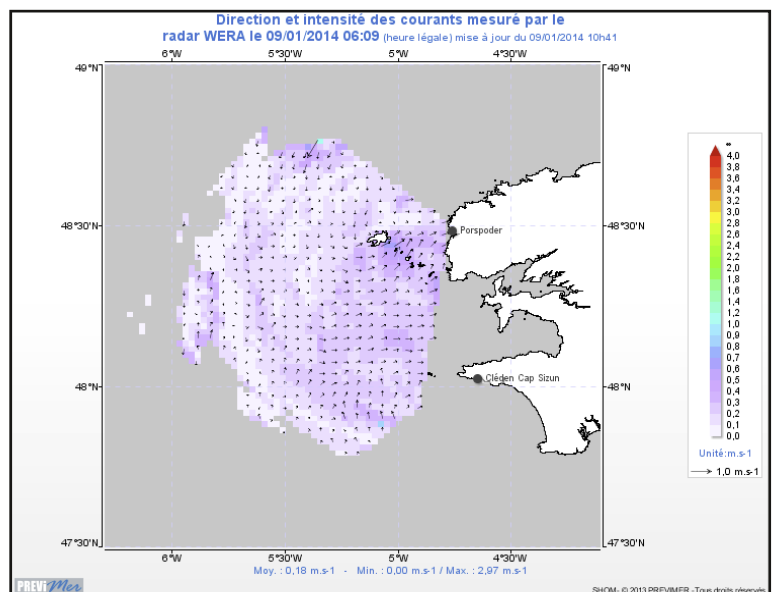 Direction et intensité des courants mesuré par le
radar WERA le 09/01/2014 06:09 (heure légale) mise à jour du 09/01/2014 10h41
6°W 5°30'W 5°W 4°30'W
49°N 49°N
48°30'N 48°30'N
Porspoder
48°N 48°N
Cléden Cap Sizun
47°30'N 47°30'N
6°W 5°30'W 5°W 4°30'W
4,0
3,8
3,6
3,4
3,2
3,0
2,8
2,6
2,4
2,2
2,0
1,8
1,6
1,4
1,2
1,0
0,9
0,8
0,7
0,6
0,5
0,4
0,3
0,2
0,1
0,0
Unité:m.s-1
1,0 m.s-1
Moy. : 0,18 m.s-1 - Min. : 0,00 m.s-1 / Max. : 2,97 m.s-1
PREViMer
SHOM- © 2013 PREVIMER -Tous droits réservés